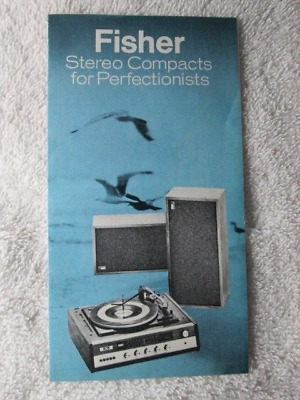 Fisher
Stereo Compacts
for Perfectionists